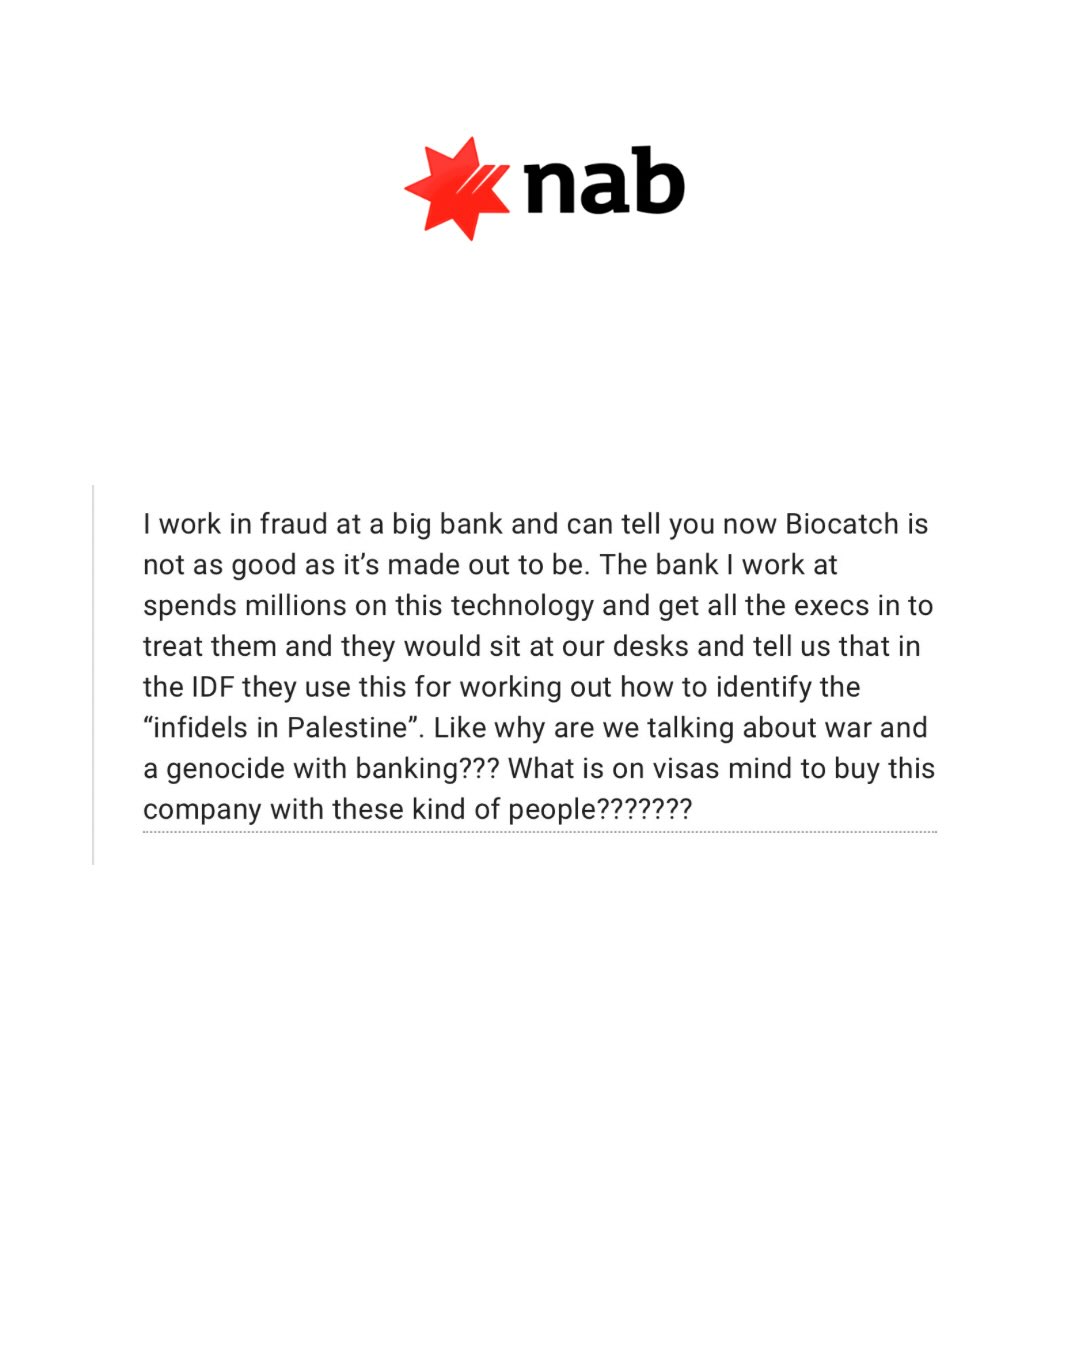 nab
I work in fraud at a big bank and can tell you now Biocatch is
not as good as it’s made out to be. The bank I work at
spends millions on this technology and get all the execs in to
treat them and they would sit at our desks and tell us that in
the IDF they use this for working out how to identify the
“infidels in Palestine”. Like why are we talking about war and
a genocide with banking??? What is on visas mind to buy this
company with these kind of people???????